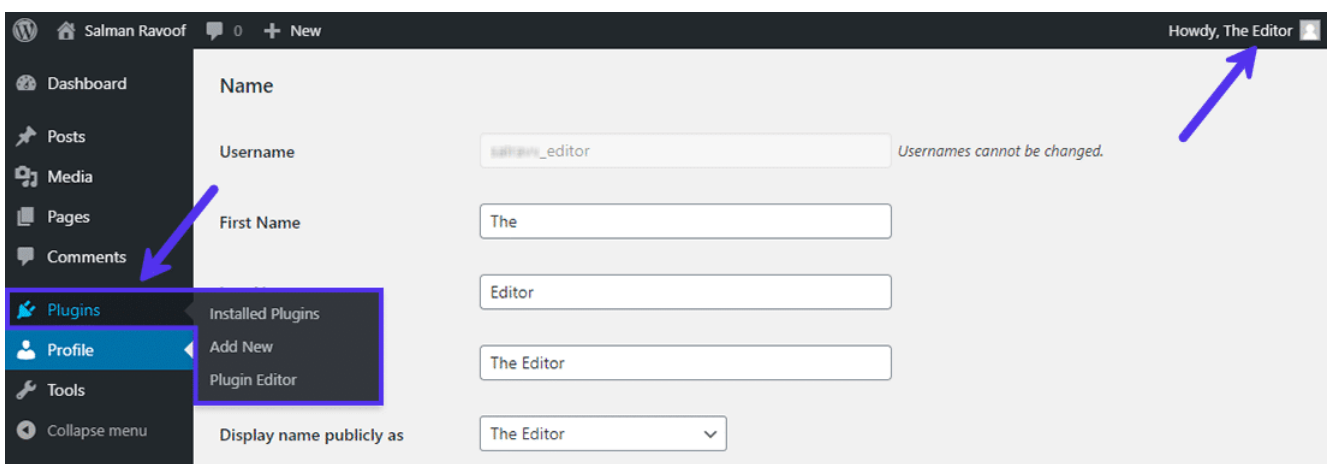 Salman Ravoof 0 New Howdy, The Editor
Dashboard
Posts
Media
Pages
Comments
Plugins
Installed Plugins
Add New
Plugin Editor
Profile
Tools
Collapse menu
Name
Username _editor Usernames cannot be changed.
First Name The
Editor
The Editor
Display name publicly as The Editor